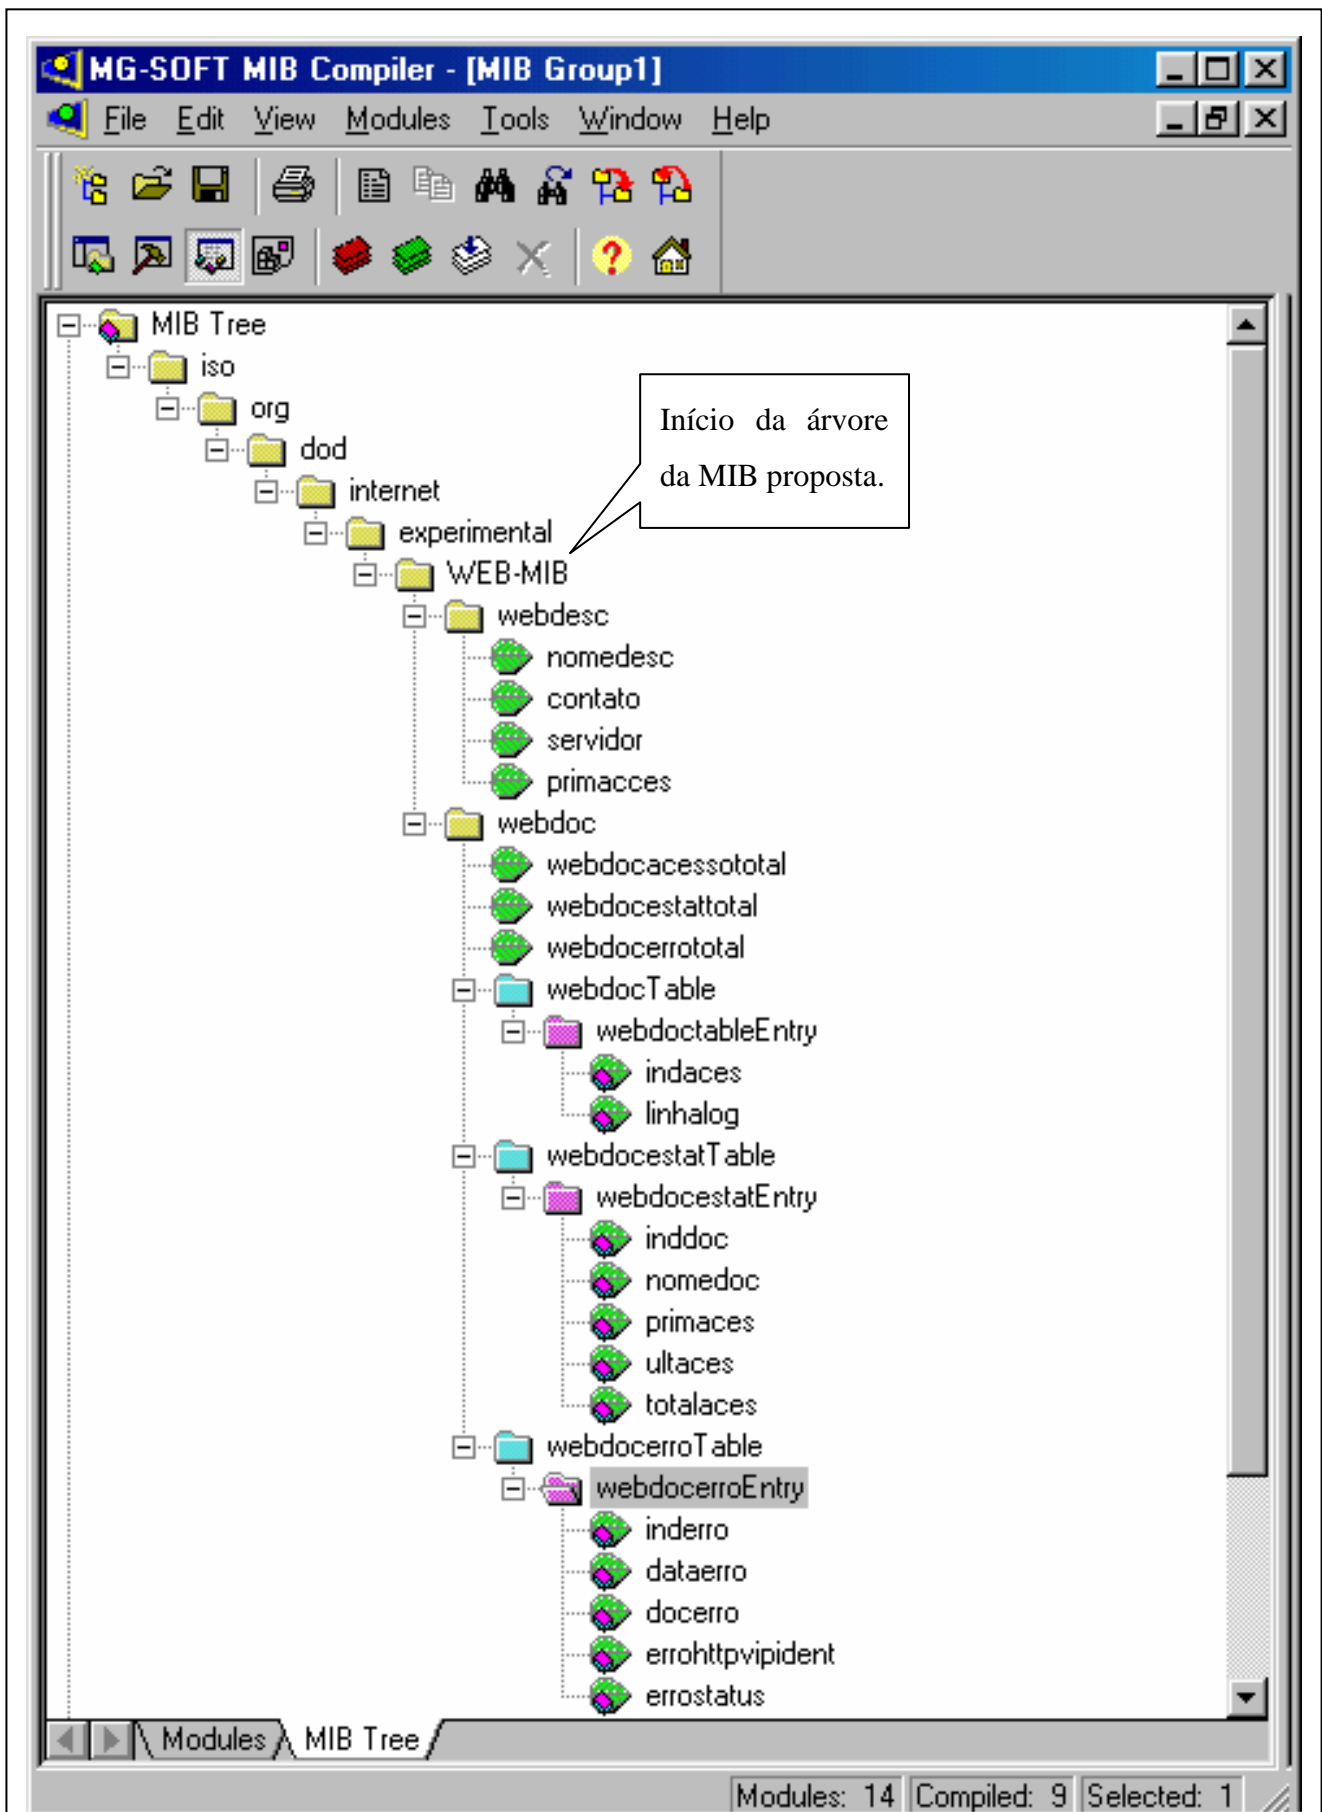 MG-SOFT MIB Compiler - [MIB Group1]
File Edit View Modules Tools Window Help
MIB Tree
iso
org
dod
internet
experimental
WEB-MIB
Início da árvore
da MIB proposta.
webdesc
nomedesc
contato
servidor
primacces
webdoc
webdocacessototal
webdocestattotal
webdocerrototal
webdocTable
webdoctableEntry
indaces
linhalog
webdocestatTable
webdocestatEntry
inddoc
nomedoc
primaces
ultaces
totalaces
webdocerroTable
webdocerroEntry
inderro
dataerro
docerro
errohttpvipident
errostatus
Modules MIB Tree
Modules: 14 Compiled: 9 Selected: 1